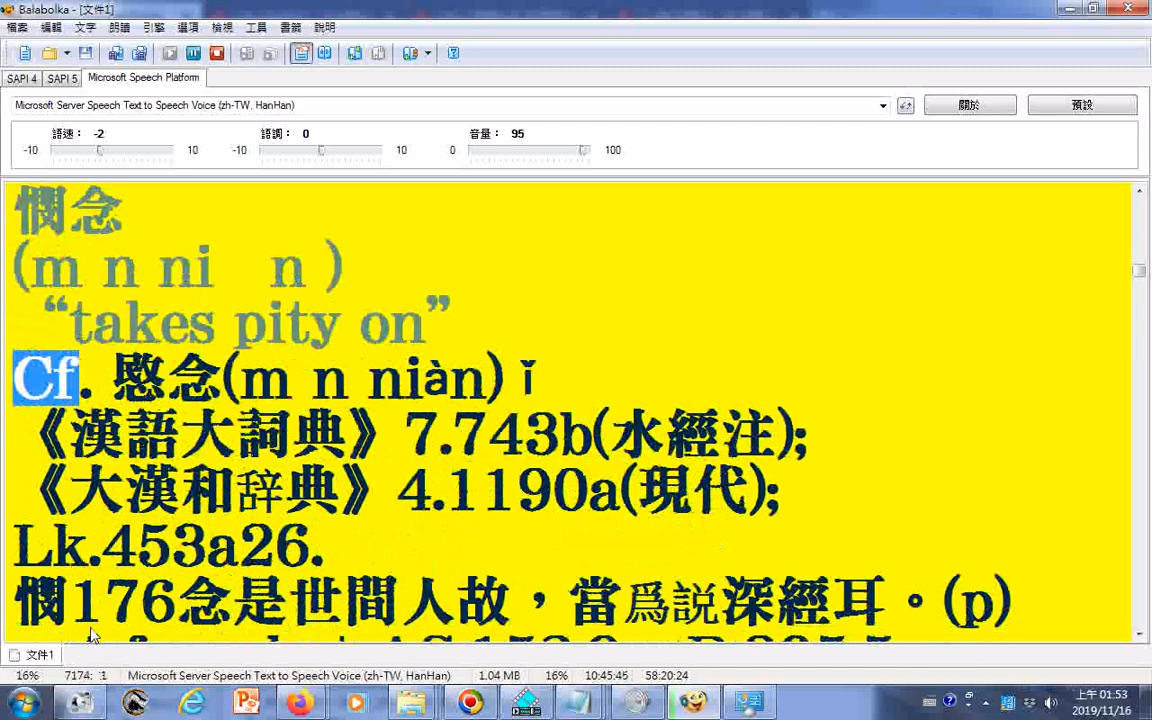 Balabolka - [文件1]
檔案 編輯 文字 朗讀 引擎 選項 檢視 工具 書籤 說明
SAPI 4 SAPI 5 Microsoft Speech Platform
Microsoft Server Speech Text to Speech Voice (zh-TW, HanHan) 關於 預設
語速： -2 語調： 0 音量： 95
-10 10 -10 10 0 100
憫念
(m n ni n )
“takes pity on”
Cf. 愍念(m n niàn) ǐ
《漢語大詞典》 7.743b(水經注);
《大漢和辞典》 4.1190a(現代);
Lk.453a26.
憫176念是世間人故，當爲説深經耳。(p)
文件1
16% 7174: 1 Microsoft Server Speech Text to Speech Voice (zh-TW, HanHan) 1.04 MB 16% 10:45:45 58:20:24
上午 01:53
2019/11/16